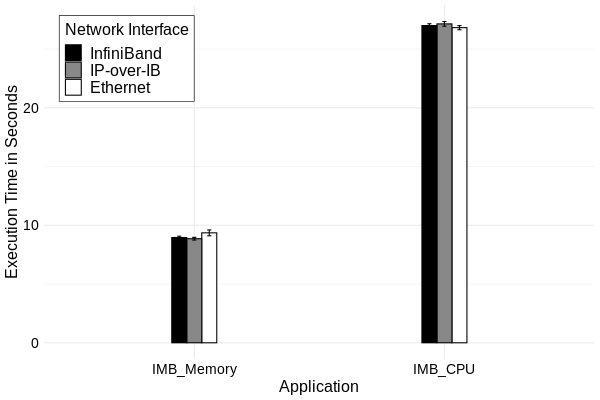 Network Interface
InfiniBand
IP-over-IB
Ethernet
Execution Time in Seconds
20
10
0
IMB_Memory
IMB_CPU
Application